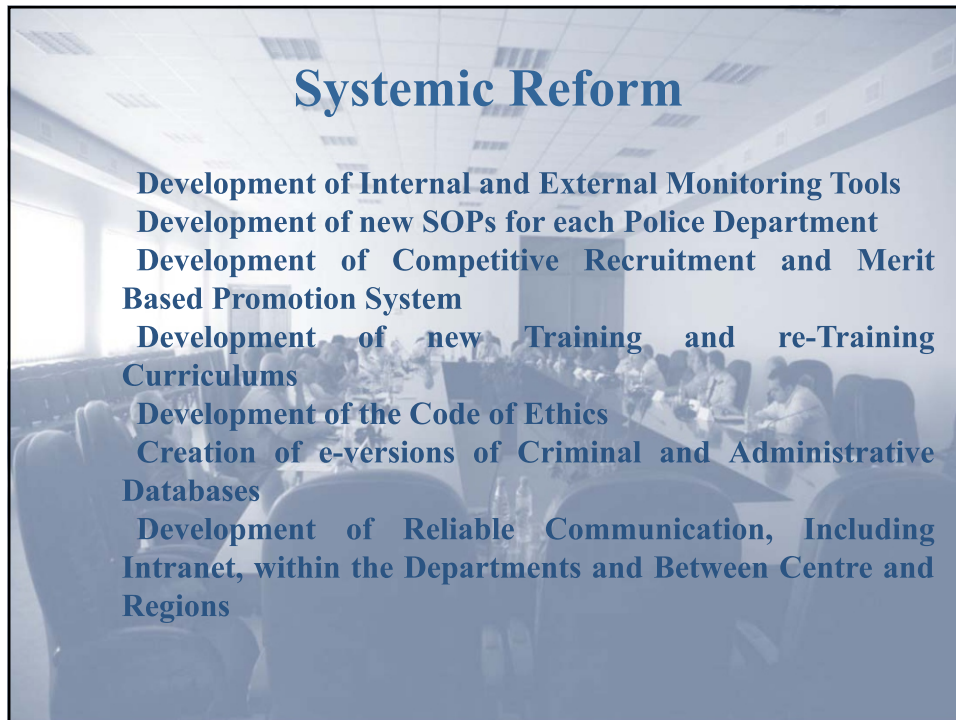 Systemic Reform
Development of Internal and External Monitoring Tools
Development of new SOPs for each Police Department
Development of Competitive Recruitment and Merit
Based Promotion System
Development of new Training and re-Training
Curriculums
Development of the Code of Ethics
Creation of e-versions of Criminal and Administrative
Databases
Development of Reliable Communication, Including
Intranet, within the Departments and Between Centre and
Regions